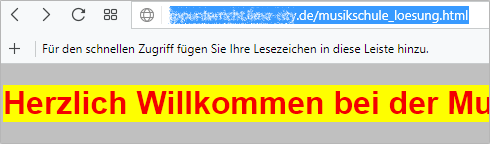 city.de/musikschule_loesung.html
Für den schnellen Zugriff fügen Sie Ihre Lesezeichen in diese Leiste hinzu.
Herzlich Willkommen bei der Mu